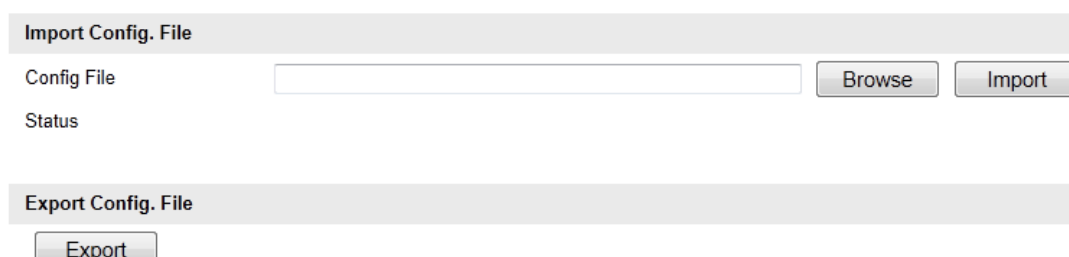 Import Config. File
Config File Browse Import
Status
Export Config. File
Export